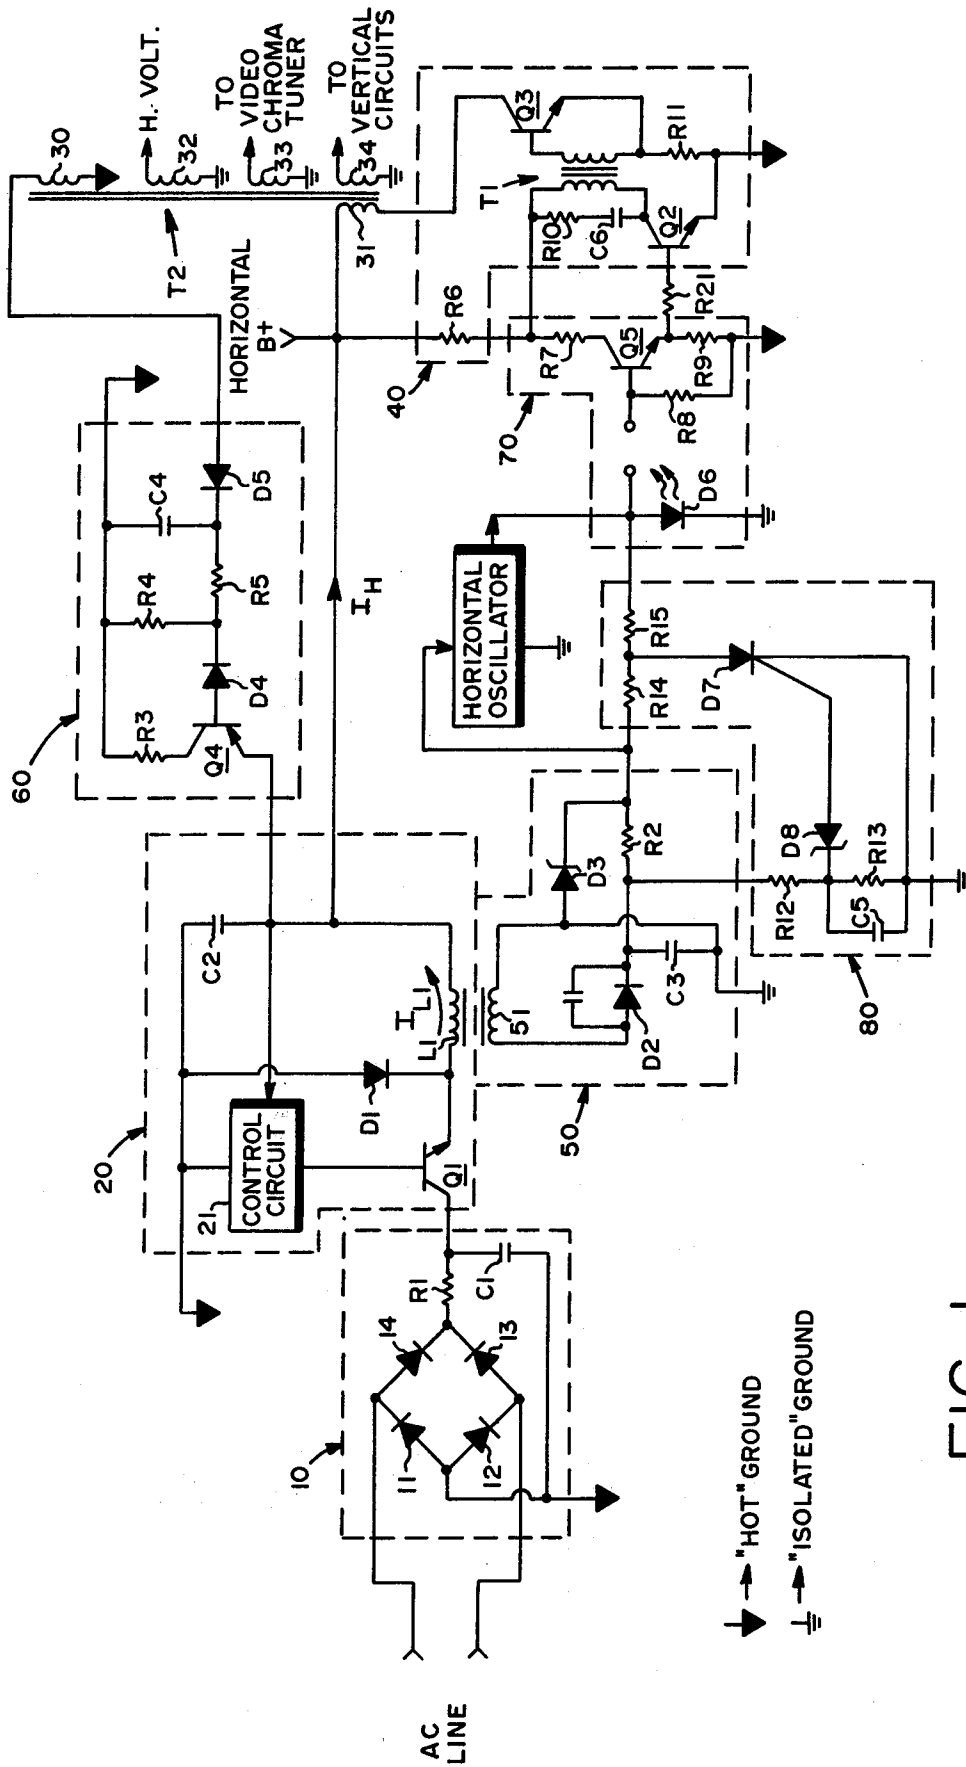 30
H. VOLT.
32
TO
VIDEO
CHROMA
TUNER
33
TO
VERTICAL
CIRCUITS
34
T2
31
HORIZONTAL
B+
60
R3
R4
C4
Q4
D4
R5
D5
I H
20
21
CONTROL
CIRCUIT
C2
D1
I L1
L1
Q1
40
R6
T1
Q3
R10
C6
Q2
R11
R21
70
R7
Q5
R9
R8
D6
HORIZONTAL
OSCILLATOR
R15
R14
D7
D8
R12
R13
C5
80
50
51
D3
R2
C3
D2
10
14
11
12
13
R1
C1
AC
LINE
"HOT" GROUND
"ISOLATED" GROUND